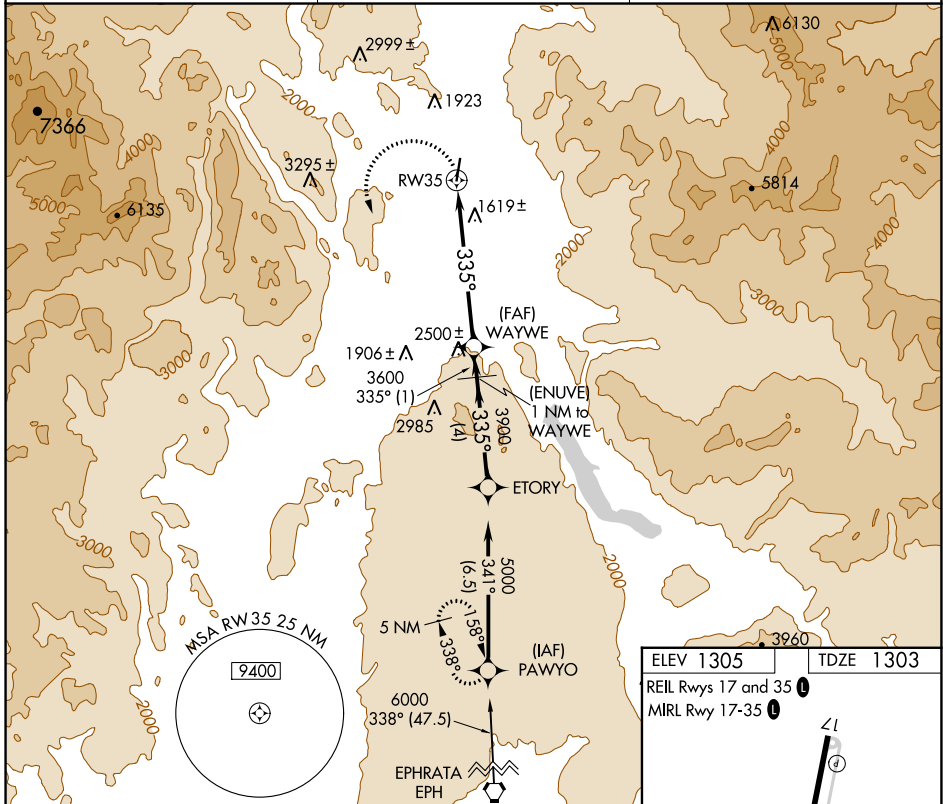 6130
5000
2999 ±
2000
1923
7366
4000
4000
3295 ±
RW35
5814
5000
6135
1619 ±
4000
335°
2000
3000
(FAF)
WAYWE
2500 ±
1906 ±
3000
3600
335° (1)
(ENUVE)
1 NM to
WAYWE
2985
3900
335°
(4)
ETORY
3000
2000
5000
341°
(6.5)
MSA RW35 25 NM
5 NM
158°
338°
(IAF)
PAWYO
3960
9400
ELEV 1305
TDZE 1303
REIL Rwys 17 and 35 L
MIRL Rwy 17-35 L
6000
338° (47.5)
2000
17
P
EPHRATA
EPH